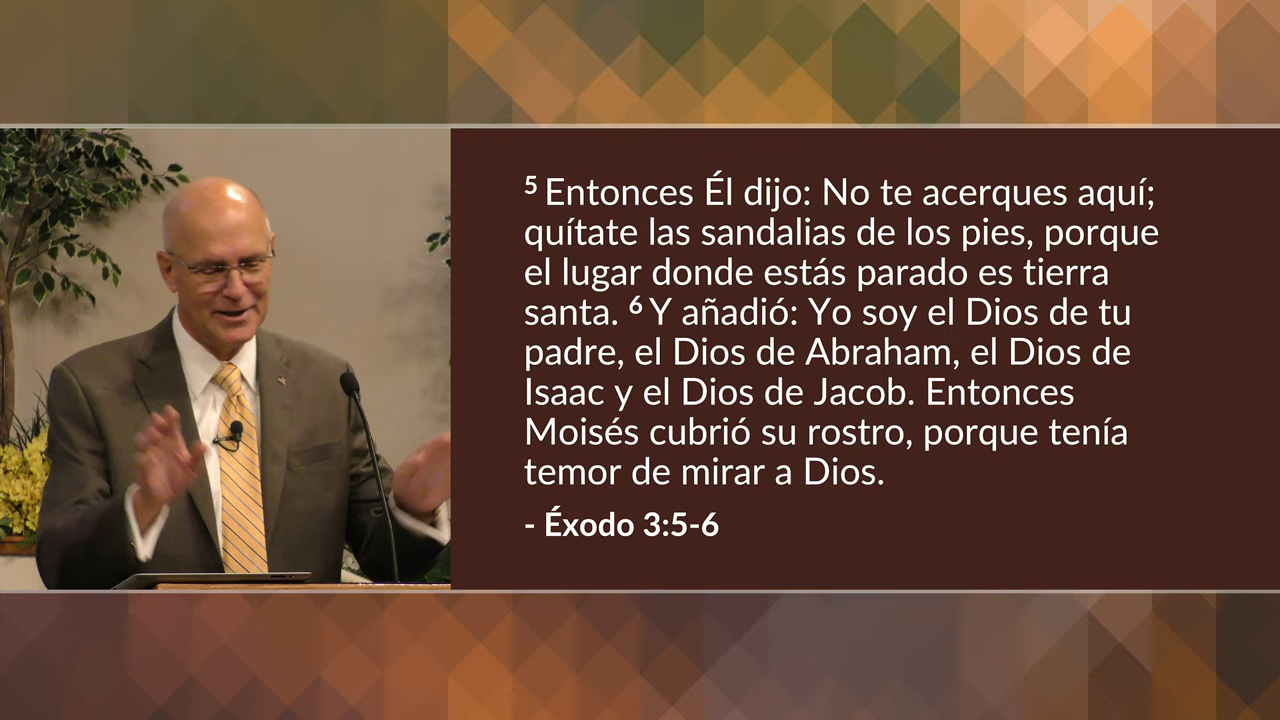 ⁵ Entonces Él dijo: No te acerques aquí;
quítate las sandalias de los pies, porque
el lugar donde estás parado es tierra
santa. ⁶ Y añadió: Yo soy el Dios de tu
padre, el Dios de Abraham, el Dios de
Isaac y el Dios de Jacob. Entonces
Moisés cubrió su rostro, porque tenía
temor de mirar a Dios.
- Éxodo 3:5-6